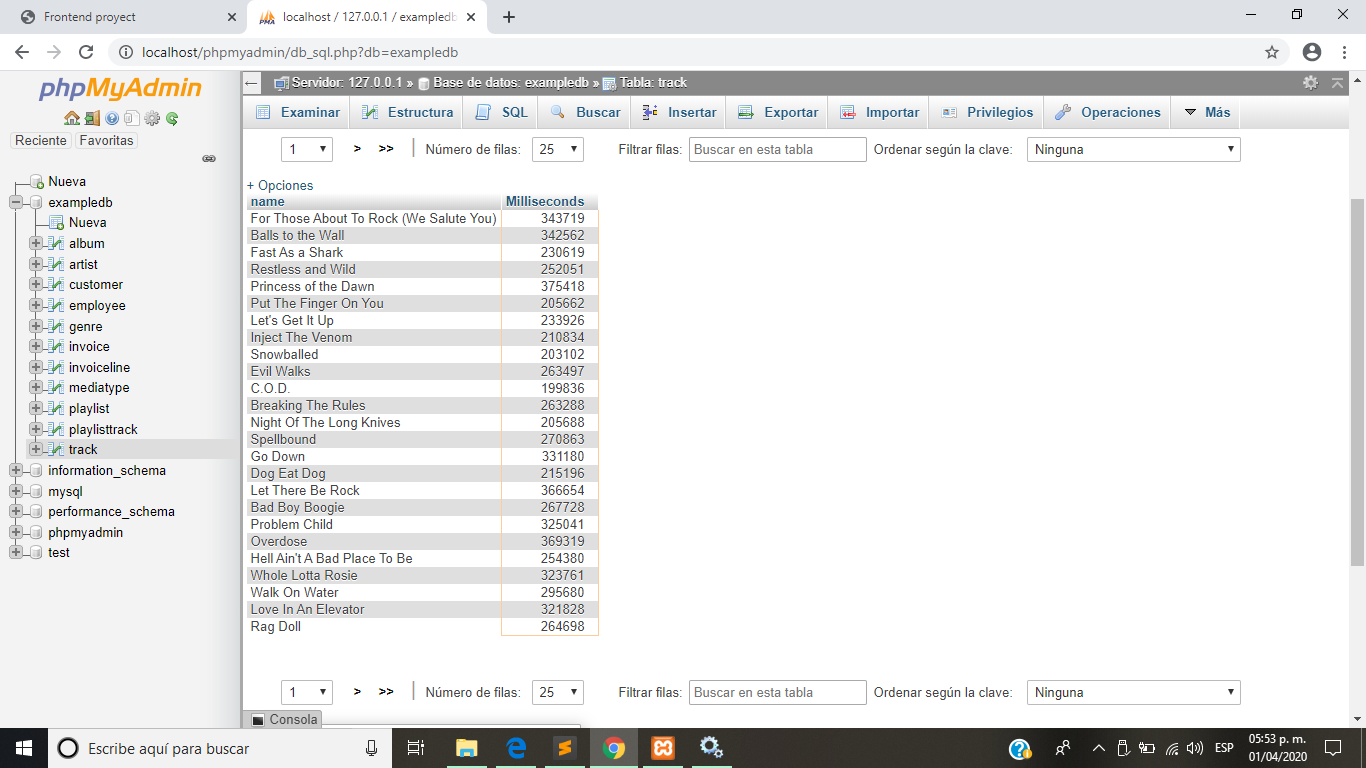 Frontend proyect
localhost / 127.0.0.1 / exampledb
localhost/phpmyadmin/db_sql.php?db=exampledb
phpMyAdmin
Reciente Favoritas
Nueva
exampledb
Nueva
album
artist
customer
employee
genre
invoice
invoiceline
mediatype
playlist
playlisttrack
track
information_schema
mysql
performance_schema
phpmyadmin
test
Servidor: 127.0.0.1 » Base de datos: exampledb » Tabla: track
Examinar Estructura SQL Buscar Insertar Exportar Importar Privilegios Operaciones Más
1 > >> Número de filas: 25 Filtrar filas: Buscar en esta tabla Ordenar según la clave: Ninguna
+ Opciones
name Milliseconds
For Those About To Rock (We Salute You) 343719
Balls to the Wall 342562
Fast As a Shark 230619
Restless and Wild 252051
Princess of the Dawn 375418
Put The Finger On You 205662
Let's Get It Up 233926
Inject The Venom 210834
Snowballed 203102
Evil Walks 263497
C.O.D. 199836
Breaking The Rules 263288
Night Of The Long Knives 205688
Spellbound 270863
Go Down 331180
Dog Eat Dog 215196
Let There Be Rock 366654
Bad Boy Boogie 267728
Problem Child 325041
Overdose 369319
Hell Ain't A Bad Place To Be 254380
Whole Lotta Rosie 323761
Walk On Water 295680
Love In An Elevator 321828
Rag Doll 264698
1 > >> Número de filas: 25 Filtrar filas: Buscar en esta tabla Ordenar según la clave: Ninguna
Consola
Escribe aquí para buscar
ESP
05:53 p. m.
01/04/2020